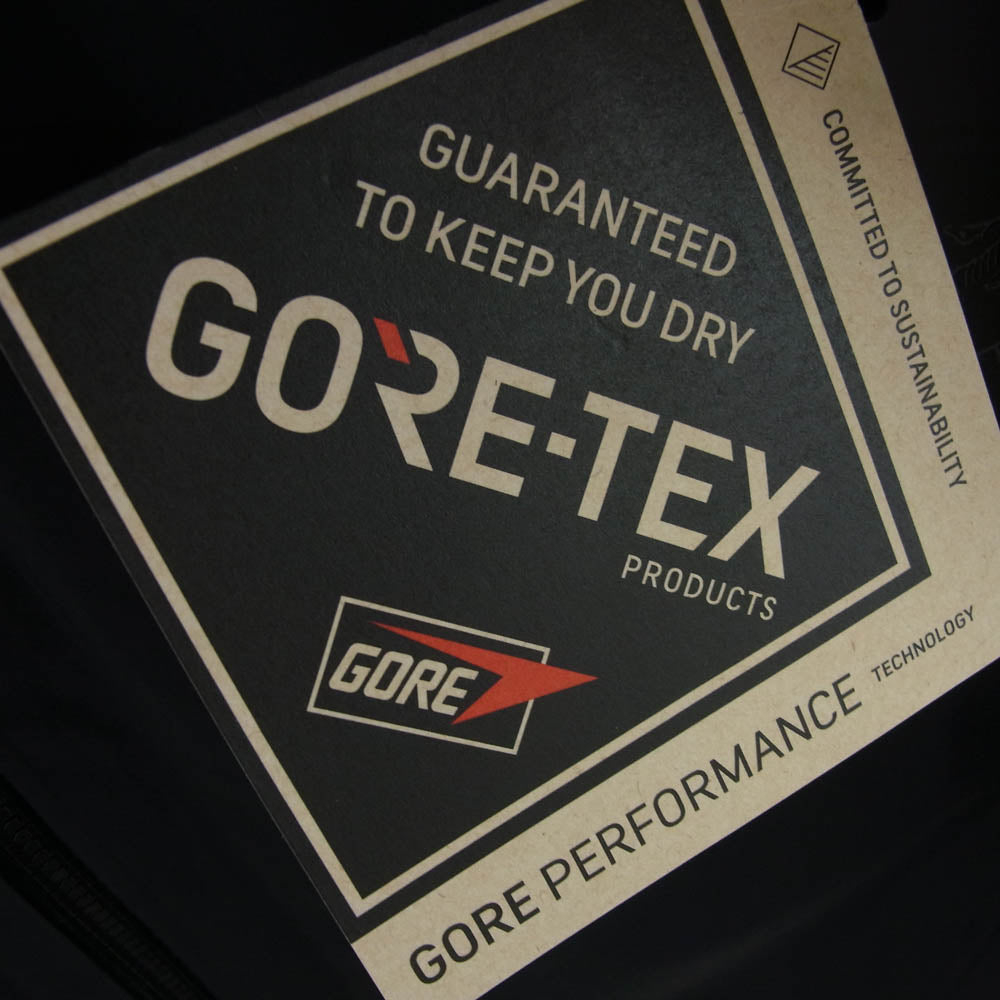 GUARANTEED
TO KEEP YOU DRY
GORE-TEX
PRODUCTS
GORE
COMMITTED TO SUSTAINABILITY
GORE PERFORMANCE TECHNOLOGY